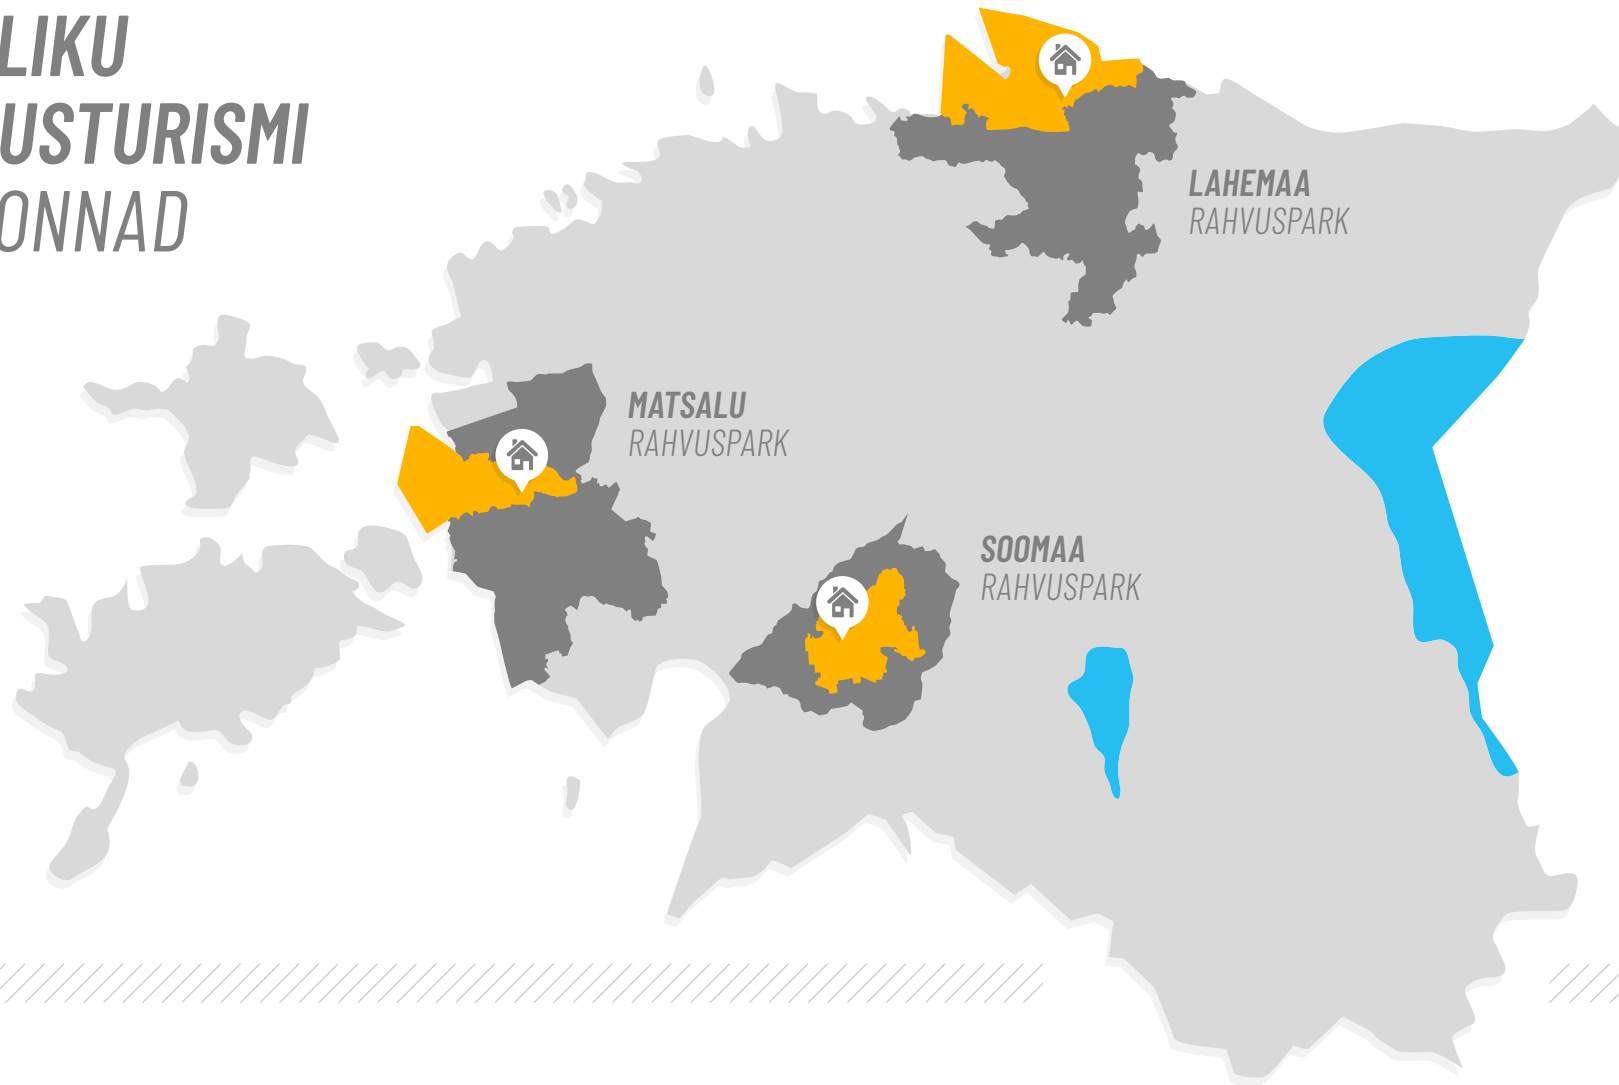 LIKU
USTURISMI
ONNAD
LAHEMAA
RAHVUSPARK
MATSALU
RAHVUSPARK
SOOMAA
RAHVUSPARK